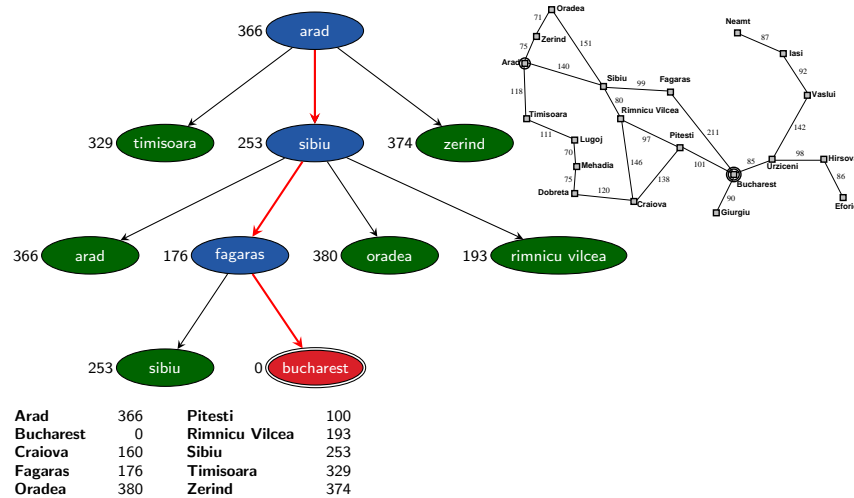 366 arad
329 timisoara
253 sibiu
374 zerind
366 arad
176 fagaras
380 oradea
193 rimnicu vilcea
253 sibiu
0 bucharest
Oradea
71
Zerind
75
151
Arad
140
118
Sibiu
99
Fagaras
80
Rimnicu Vilcea
Timisoara
111
Lugoj
70
Mehadia
75
Dobreta
120
Craiova
146
138
97
Pitesti
101
211
Bucharest
90
Giurgiu
85
Urziceni
98
Hirsov
86
Eforie
142
Vaslui
92
Iasi
87
Neamt
Arad 366 Pitesti 100
Bucharest 0 Rimnicu Vilcea 193
Craiova 160 Sibiu 253
Fagaras 176 Timisoara 329
Oradea 380 Zerind 374